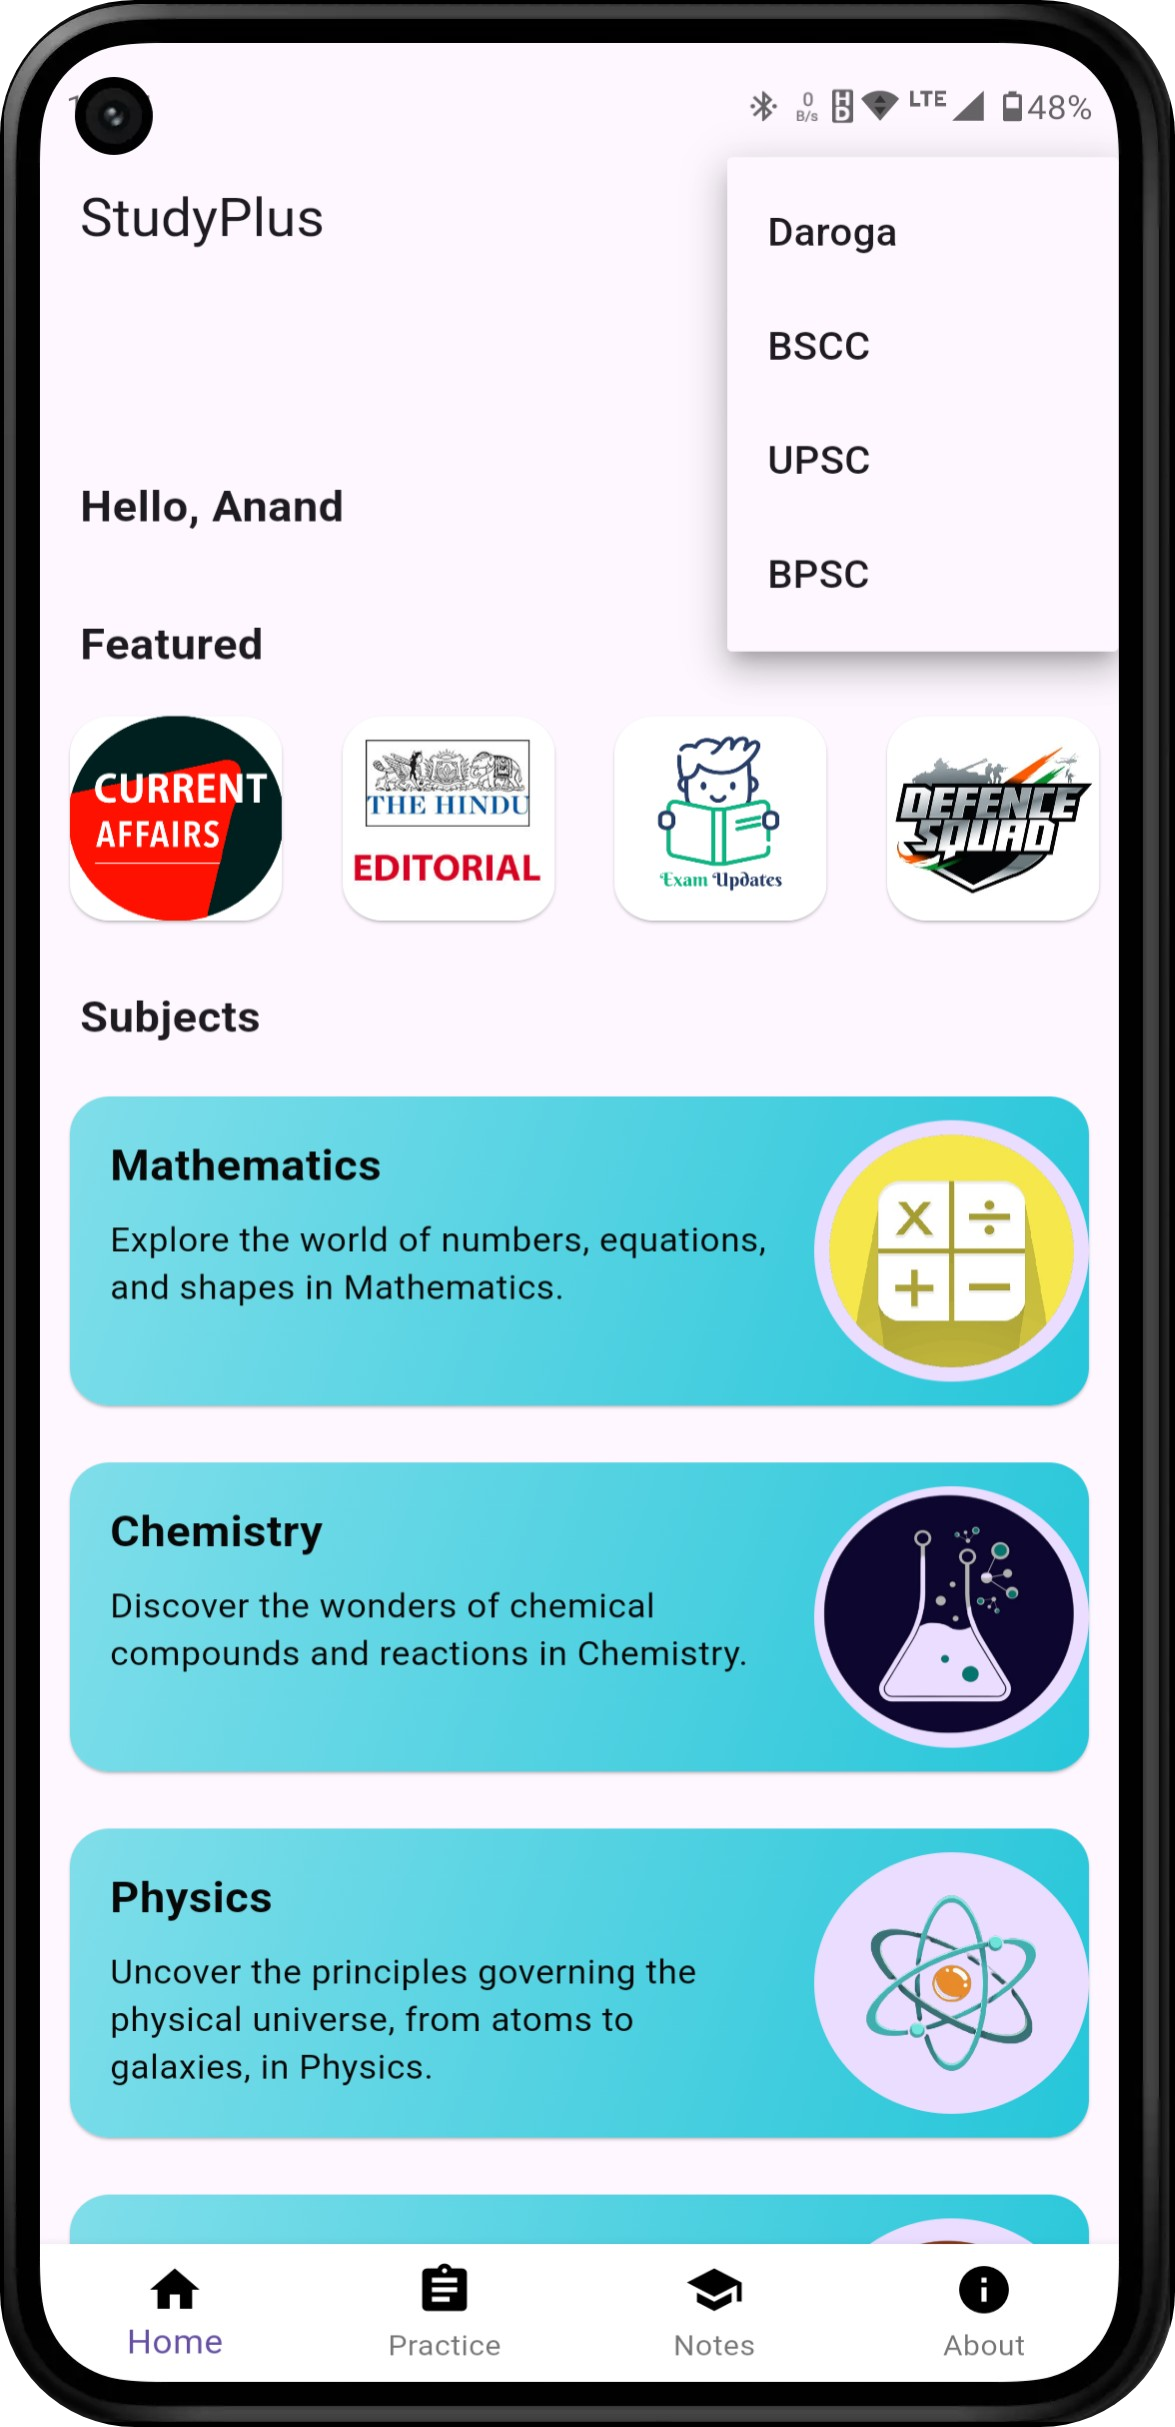 0
B/s
HD
LTE
48%
StudyPlus
Daroga
BSCC
UPSC
BPSC
Hello, Anand
Featured
CURRENT
AFFAIRS
THE HINDU
EDITORIAL
Exam Updates
DEFENCE
SQUAD
Subjects
Mathematics
Explore the world of numbers, equations,
and shapes in Mathematics.
Chemistry
Discover the wonders of chemical
compounds and reactions in Chemistry.
Physics
Uncover the principles governing the
physical universe, from atoms to
galaxies, in Physics.
Home
Practice
Notes
About